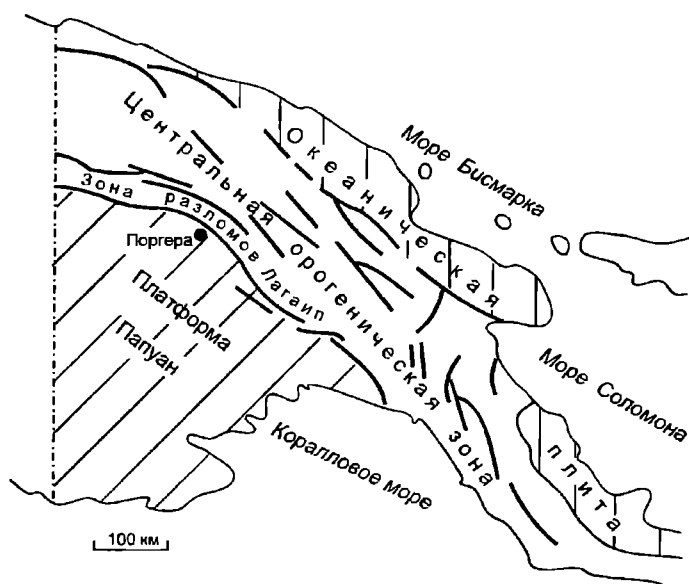 Море Бисмарка
Океаническая
плита
Центральная орогеническая зона
Зона разломов Лагаип
Поргера
Платформа
Папуан
Море Соломона
Коралловое море
100 км